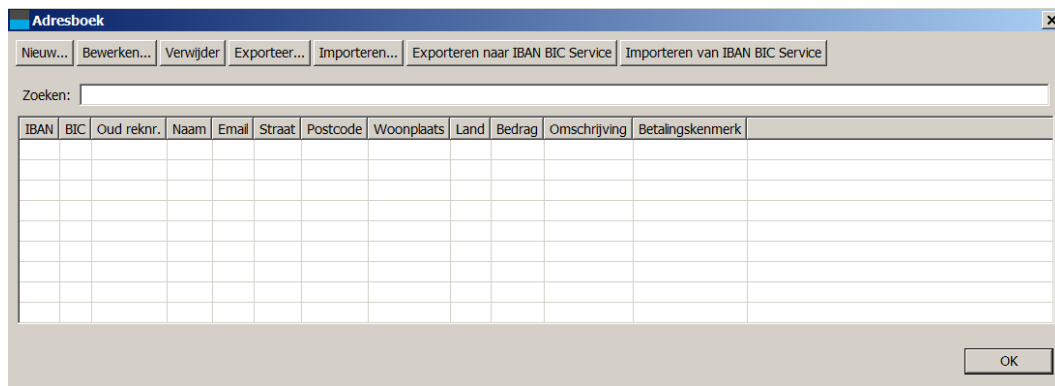 Adresboek
Nieuw... Bewerken... Verwijder Exporteer... Importeren... Exporteren naar IBAN BIC Service Importeren van IBAN BIC Service
Zoeken:
IBAN BIC Oud reknr. Naam Email Straat Postcode Woonplaats Land Bedrag Omschrijving Betalingskenmerk
OK